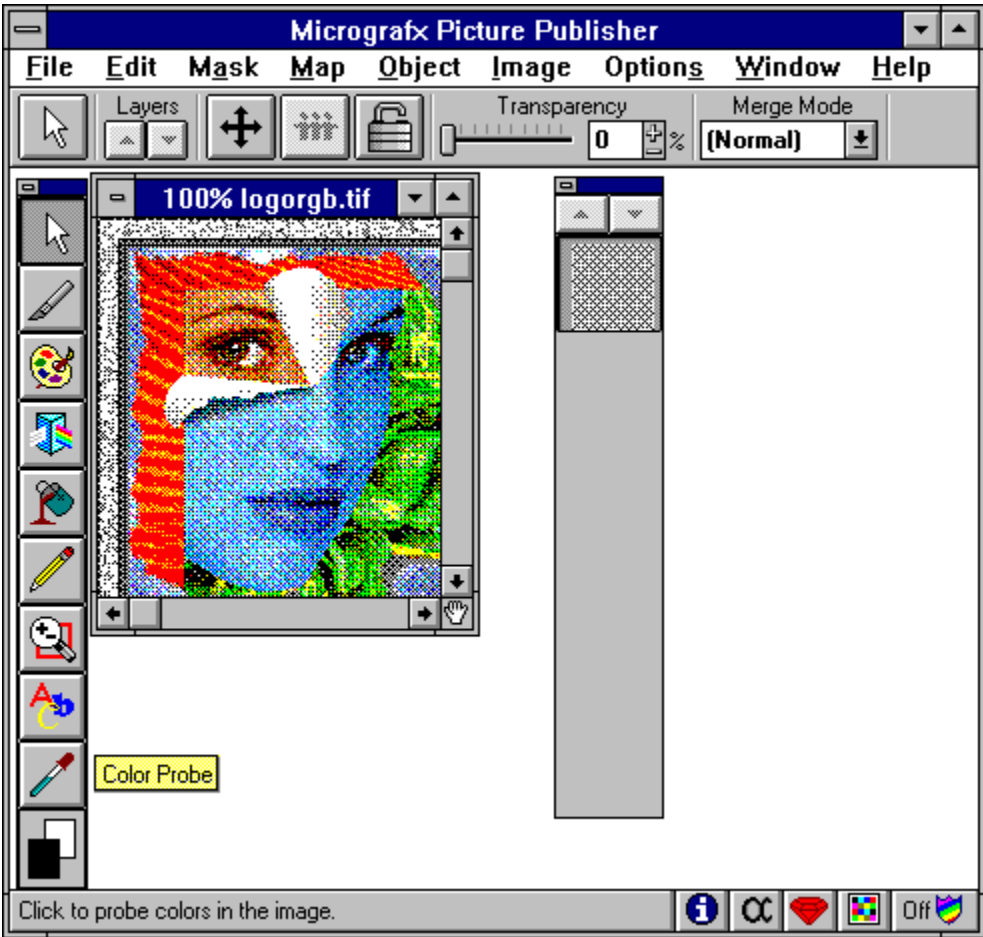 Micrografx Picture Publisher
File Edit Mask Map Object Image Options Window Help
Layers Transparency Merge Mode
0 % (Normal)
100% logorgb.tif
Color Probe
Click to probe colors in the image. Off